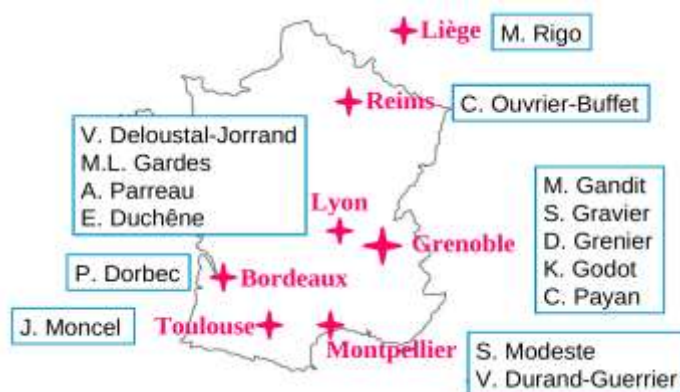 Liège
M. Rigo
Reims
C. Ouvrier-Buffet
V. Deloustal-Jorrand
M.L. Gardes
A. Parreau
E. Duchêne
Lyon
Grenoble
M. Gandit
S. Gravier
D. Grenier
K. Godot
C. Payan
P. Dorbec
Bordeaux
J. Moncel
Toulouse
Montpellier
S. Modeste
V. Durand-Guerrier